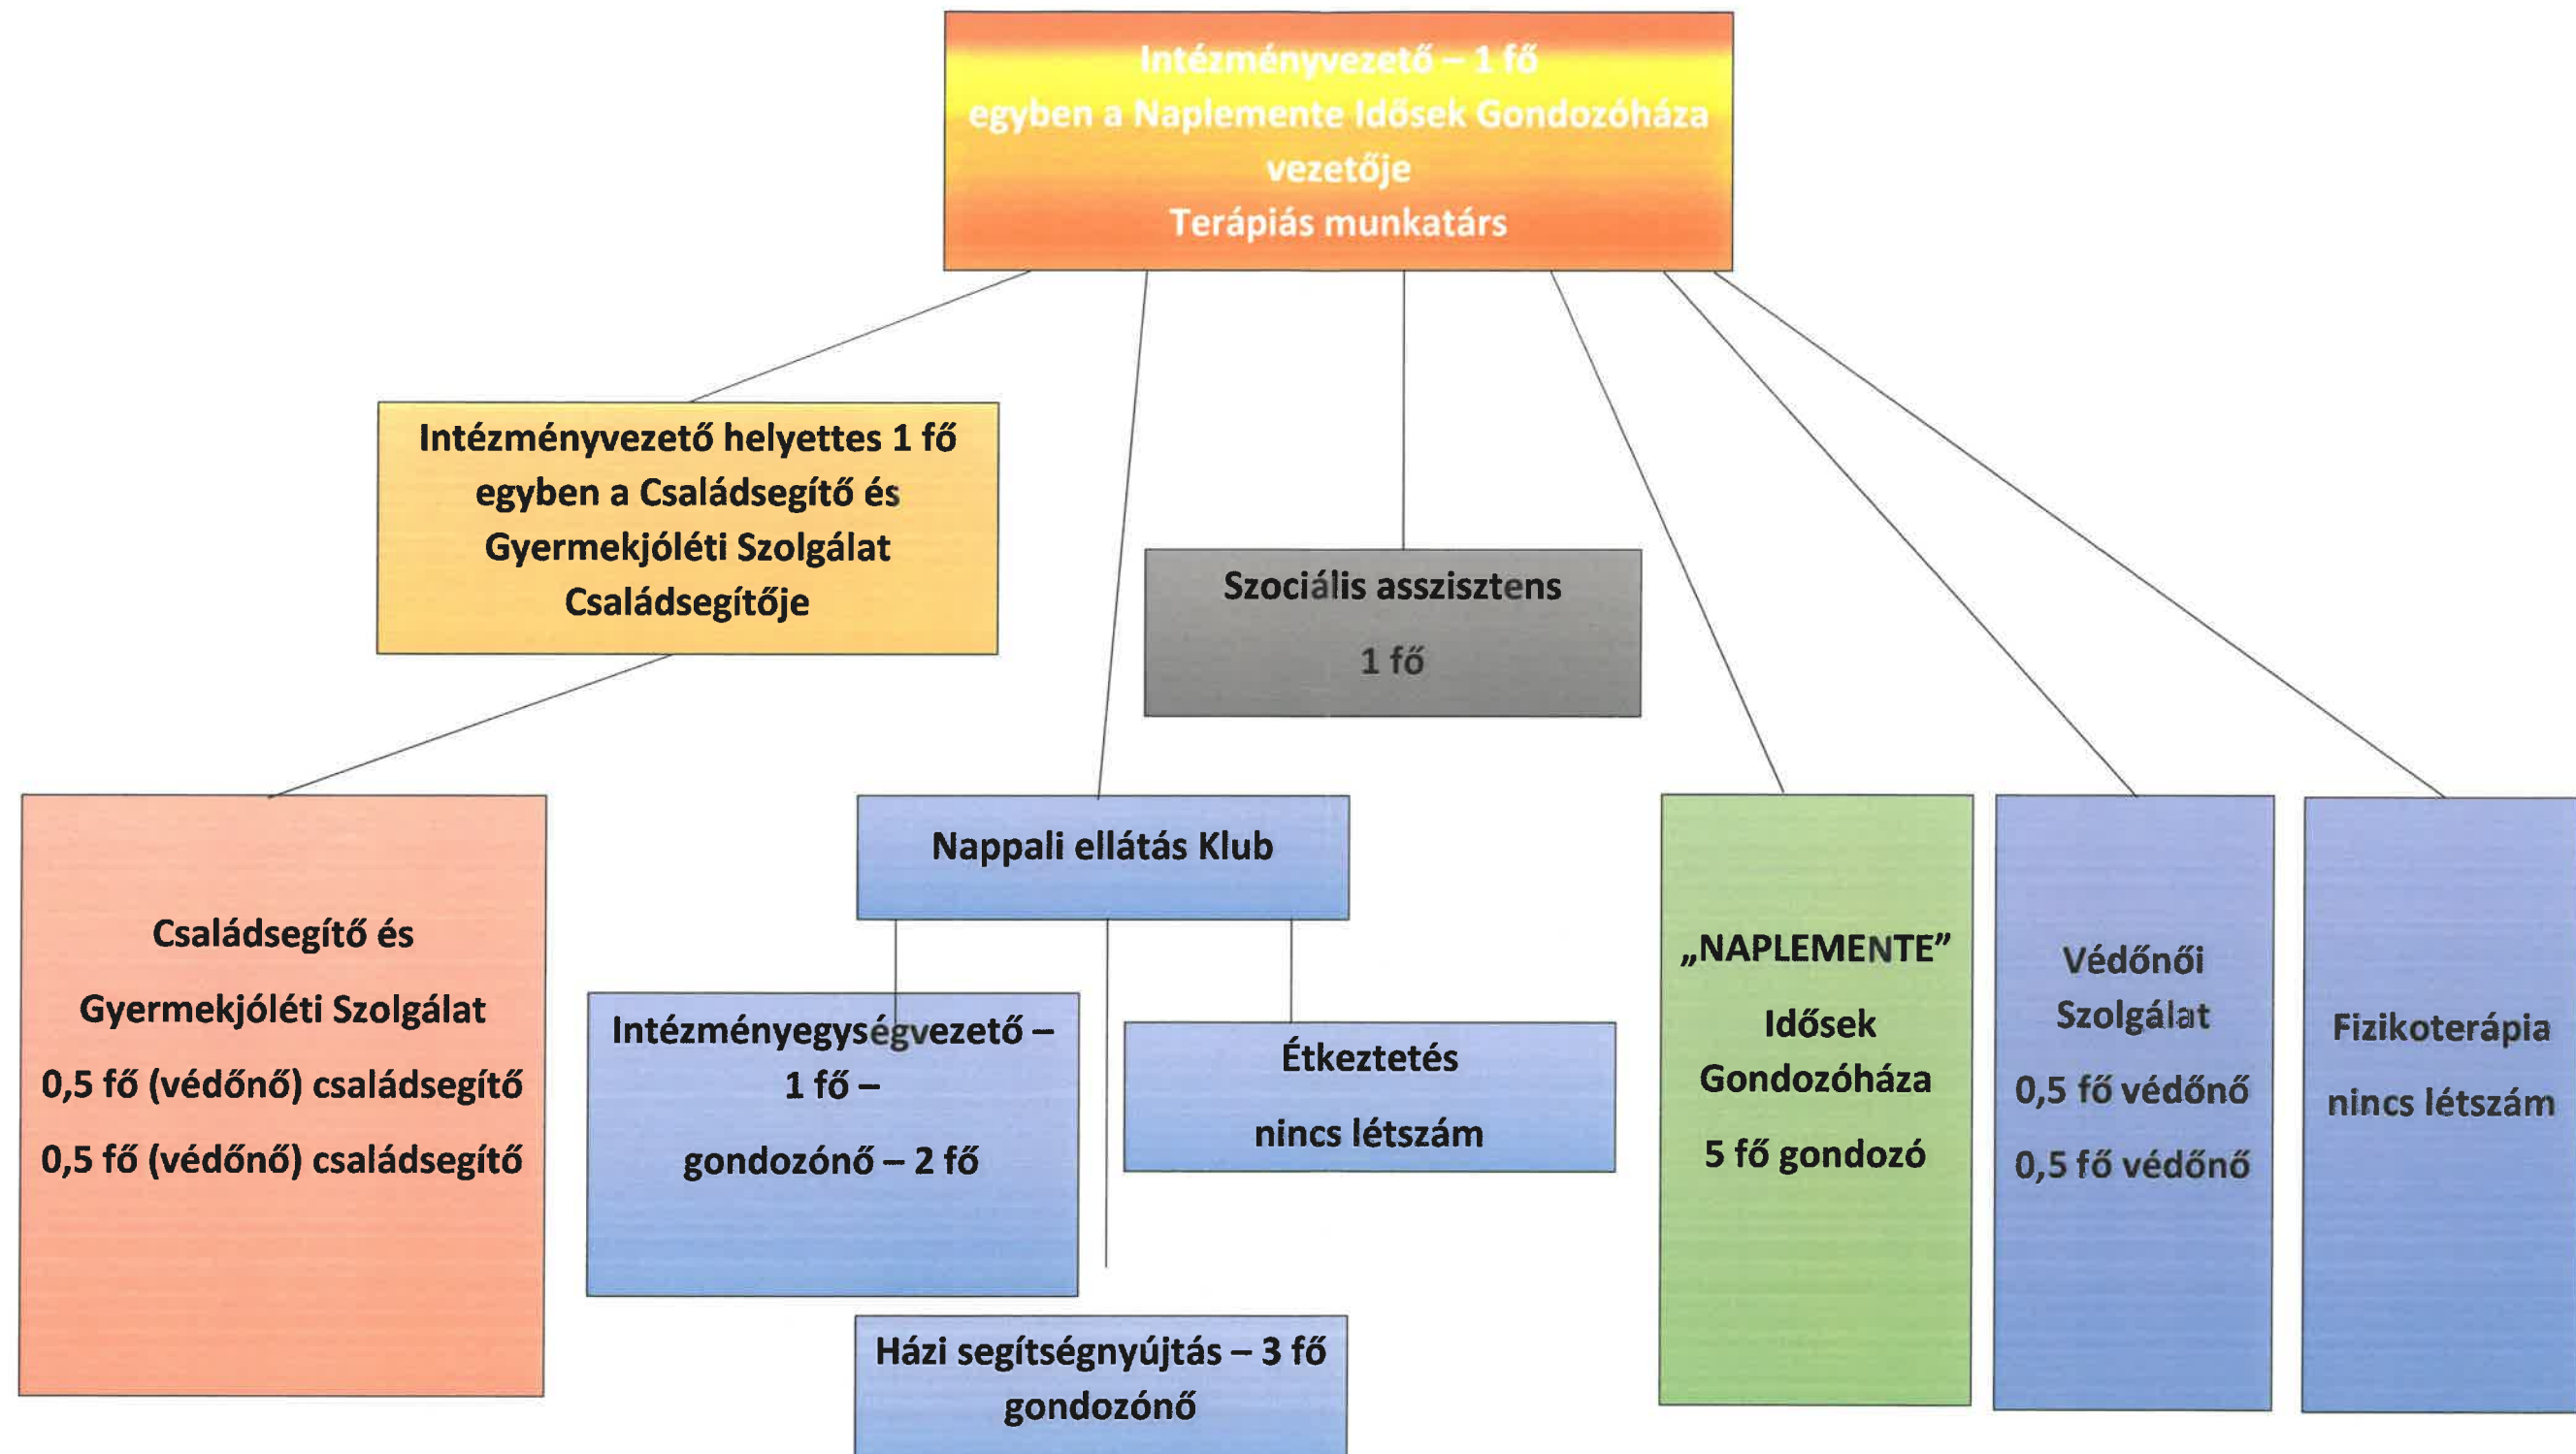 Intézményvezető – 1 fő
egyben a Naplemente Idősek Gondozóháza
vezetője
Terápiás munkatárs
Intézményvezető helyettes 1 fő
egyben a Családsegítő és
Gyermekjóléti Szolgálat
Családsegítője
Szociális asszisztens
1 fő
Családsegítő és
Gyermekjóléti Szolgálat
0,5 fő (védőnő) családsegítő
0,5 fő (védőnő) családsegítő
Nappali ellátás Klub
Intézményegységvezető –
1 fő –
gondozónő – 2 fő
Étkeztetés
nincs létszám
Házi segítségnyújtás – 3 fő
gondozónő
„NAPLEMENTE”
Idősek
Gondozóháza
5 fő gondozó
Védőnői
Szolgálat
0,5 fő védőnő
0,5 fő védőnő
Fizikoterápia
nincs létszám